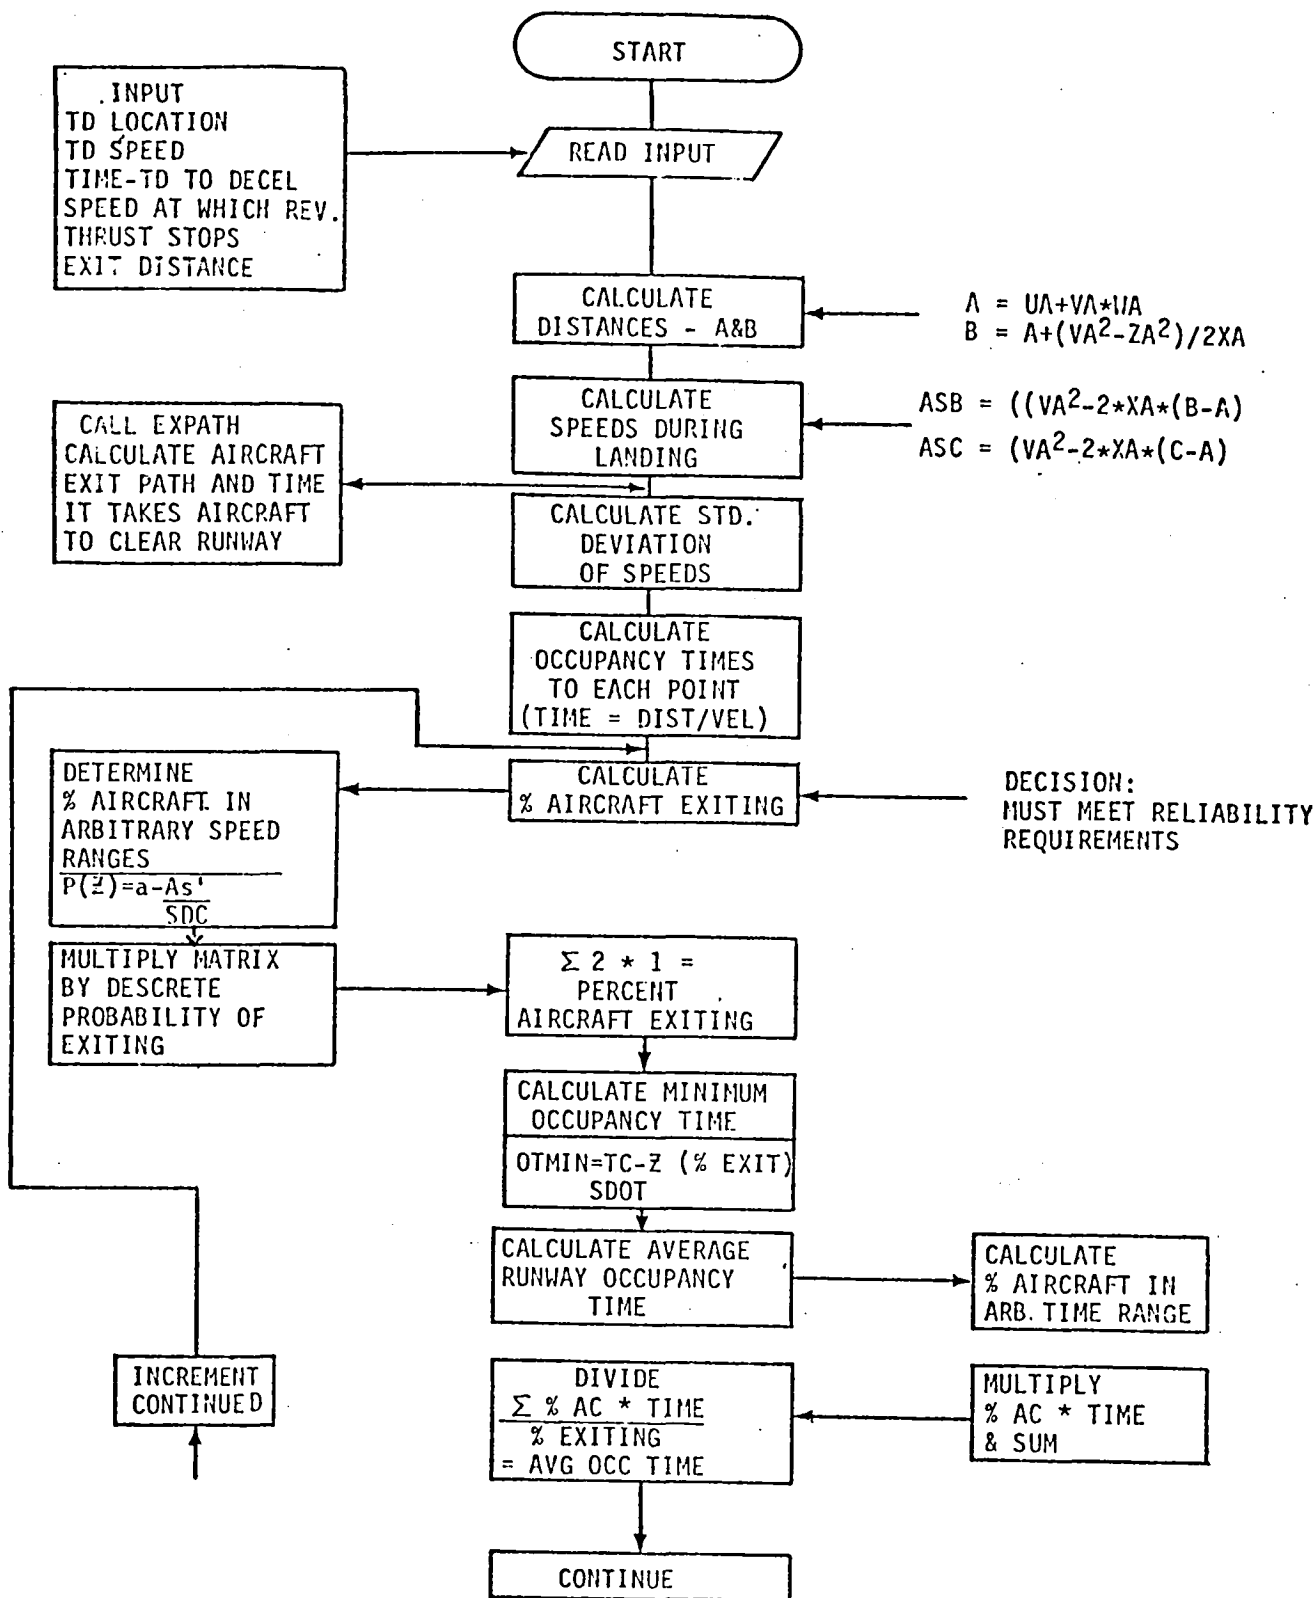 START
.INPUT
TD LOCATION
TD SPEED
TIME-TD TO DECEL
SPEED AT WHICH REV.
THRUST STOPS
EXIT DISTANCE
READ INPUT
CALCULATE
DISTANCES - A&B
A = UA+VA*WA
B = A+(VA²-ZA²)/2XA
CALCULATE
SPEEDS DURING
LANDING
ASB = ((VA²-2*XA*(B-A)
ASC = (VA²-2*XA*(C-A)
CALL EXPATH
CALCULATE AIRCRAFT
EXIT PATH AND TIME
IT TAKES AIRCRAFT
TO CLEAR RUNWAY
CALCULATE STD.
DEVIATION
OF SPEEDS
CALCULATE
OCCUPANCY TIMES
TO EACH POINT
(TIME = DIST/VEL)
CALCULATE
% AIRCRAFT EXITING
DECISION:
MUST MEET RELIABILITY
REQUIREMENTS
DETERMINE
% AIRCRAFT IN
ARBITRARY SPEED
RANGES
P(Z)=a-As'
SDC
MULTIPLY MATRIX
BY DESCRETE
PROBABILITY OF
EXITING
Σ 2 * 1 =
PERCENT
AIRCRAFT EXITING
CALCULATE MINIMUM
OCCUPANCY TIME
OTMIN=TC-Z (% EXIT)
SDOT
CALCULATE AVERAGE
RUNWAY OCCUPANCY
TIME
CALCULATE
% AIRCRAFT IN
ARB. TIME RANGE
MULTIPLY
% AC * TIME
& SUM
DIVIDE
Σ % AC * TIME
% EXITING
= AVG OCC TIME
INCREMENT
CONTINUED
CONTINUE